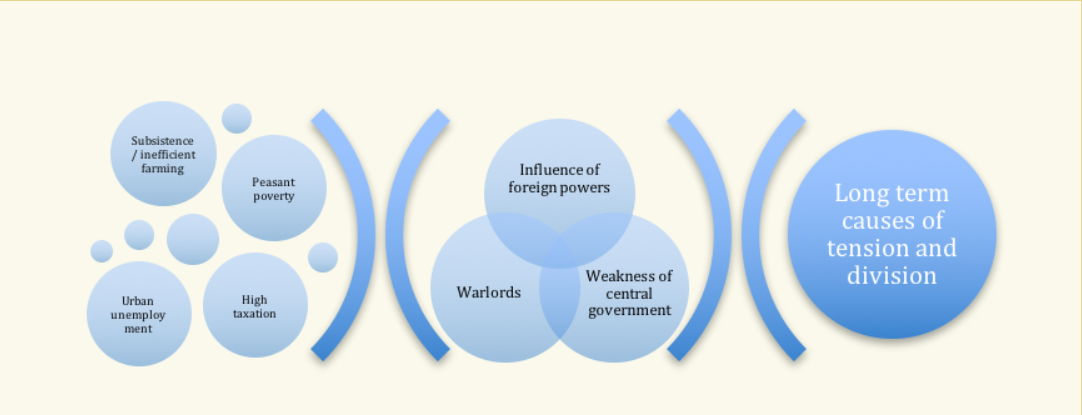 Subsistence
/ inefficient
farming
Peasant
poverty
Urban
unemploy
ment
High
taxation
Influence of
foreign powers
Warlords
Weakness of
central
government
Long term
causes of
tension and
division